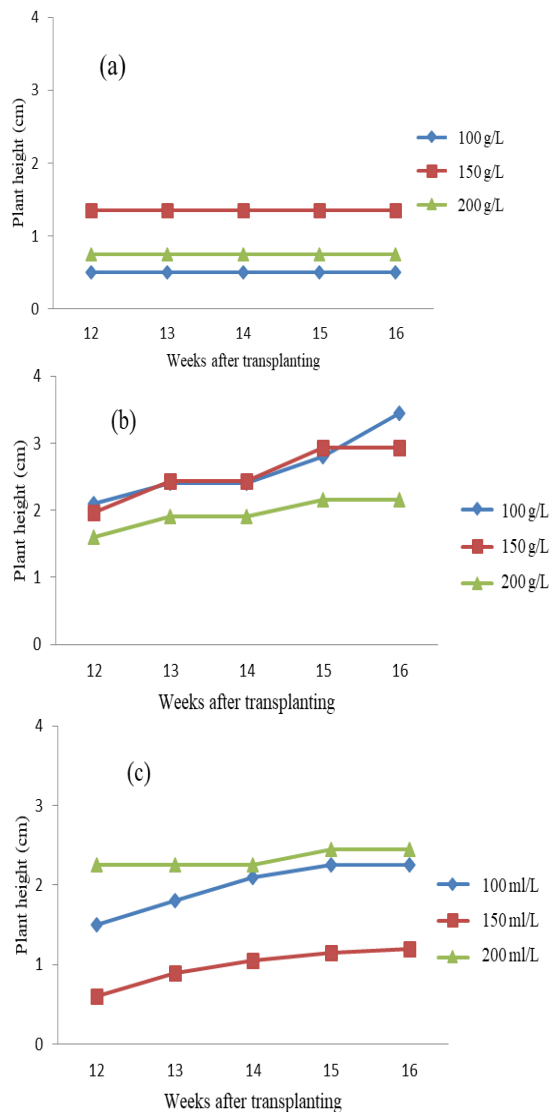 4
3
2
1
0
Plant height (cm)
(a)
12 13 14 15 16
Weeks after transplanting
100 g/L
150 g/L
200 g/L
4
3
2
1
0
Plant height (cm)
(b)
12 13 14 15 16
Weeks after transplanting
100 g/L
150 g/L
200 g/L
4
3
2
1
0
Plant height (cm)
(c)
12 13 14 15 16
Weeks after transplanting
100 ml/L
150 ml/L
200 ml/L